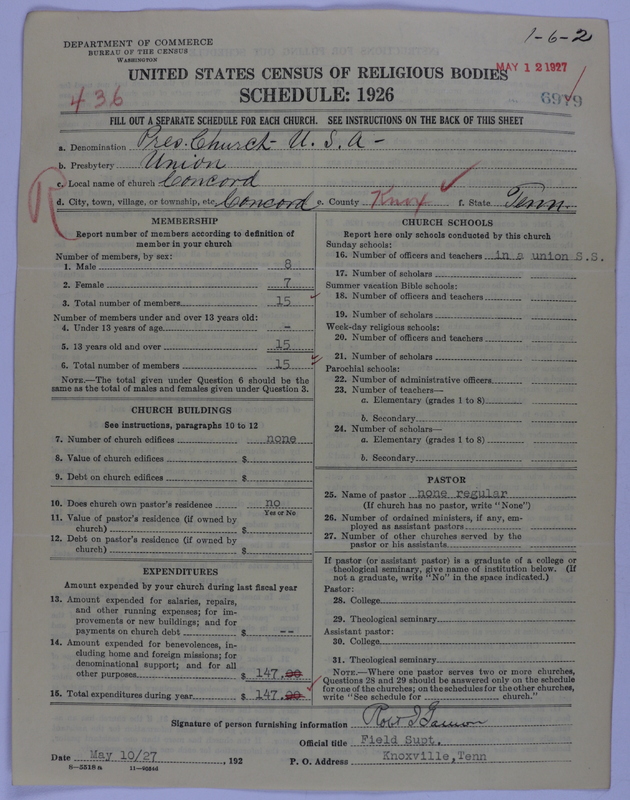 DEPARTMENT OF COMMERCE
BUREAU OF THE CENSUS
WASHINGTON
1-6-2
MAY 12 1927
UNITED STATES CENSUS OF RELIGIOUS BODIES
436
SCHEDULE: 1926
FILL OUT A SEPARATE SCHEDULE FOR EACH CHURCH. SEE INSTRUCTIONS ON THE BACK OF THIS SHEET
a. Denomination Pres. Church U. S. A -
b. Presbytery Union
c. Local name of church Concord
R
d. City, town, village, or township, etc. Concord e. County Knox f. State Tenn.
MEMBERSHIP
Report number of members according to definition of
member in your church
Number of members, by sex:
1. Male 8
2. Female 7
3. Total number of members 15
Number of members under and over 13 years old:
4. Under 13 years of age -
5. 13 years old and over 15
6. Total number of members 15
NOTE.—The total given under Question 6 should be the
same as the total of males and females given under Question 3.
CHURCH BUILDINGS
See instructions, paragraphs 10 to 12
7. Number of church edifices none
8. Value of church edifices $
9. Debt on church edifices $
10. Does church own pastor's residence no
Yes or No
11. Value of pastor's residence (if owned by
church) $
12. Debt on pastor's residence (if owned by
church) $
EXPENDITURES
Amount expended by your church during last fiscal year
13. Amount expended for salaries, repairs,
and other running expenses; for im-
provements or new buildings; and for
payments on church debt $ --
14. Amount expended for benevolences, in-
cluding home and foreign missions; for
denominational support; and for all
other purposes $ 147.00
15. Total expenditures during year $ 147.00
CHURCH SCHOOLS
Report here only schools conducted by this church
Sunday schools:
16. Number of officers and teachers in a union S.S.
17. Number of scholars
Summer vacation Bible schools:
18. Number of officers and teachers
19. Number of scholars
Week-day religious schools:
20. Number of officers and teachers
21. Number of scholars
Parochial schools:
22. Number of administrative officers
23. Number of teachers—
a. Elementary (grades 1 to 8)
b. Secondary
24. Number of scholars—
a. Elementary (grades 1 to 8)
b. Secondary
PASTOR
25. Name of pastor none regular
(If church has no pastor, write "None")
26. Number of ordained ministers, if any, em-
ployed as assistant pastors
27. Number of other churches served by the
pastor or his assistants
If pastor (or assistant pastor) is a graduate of a college or
theological seminary, give name of institution below. (If
not a graduate, write "No" in the space indicated.)
Pastor:
28. College
29. Theological seminary
Assistant pastor:
30. College
31. Theological seminary
NOTE.—Where one pastor serves two or more churches,
Questions 28 and 29 should be answered only on the schedule
for one of the churches; on the schedules for the other churches,
write "See schedule for church."
Signature of person furnishing information Robt I Gamon
Official title Field Supt.
Date May 10/27, 192 P. O. Address Knoxville, Tenn